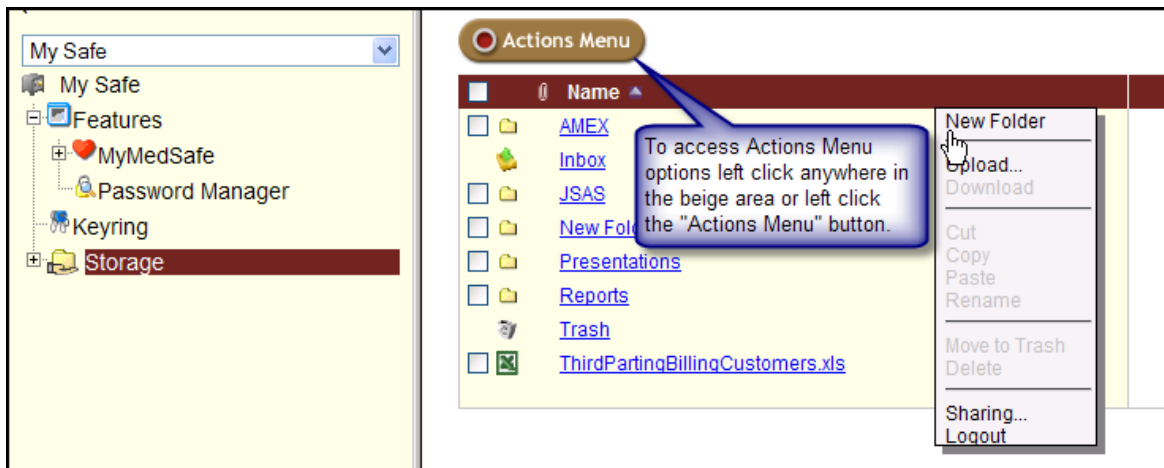 My Safe
My Safe
Features
MyMedSafe
Password Manager
Keyring
Storage
Actions Menu
Name
AMEX
Inbox
JSAS
New Fol
Presentations
Reports
Trash
ThirdPartingBillingCustomers.xls
To access Actions Menu
options left click anywhere in
the beige area or left click
the "Actions Menu" button.
New Folder
Upload...
Download
Cut
Copy
Paste
Rename
Move to Trash
Delete
Sharing...
Logout